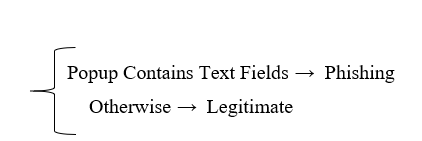 Popup Contains Text Fields → Phishing
Otherwise → Legitimate